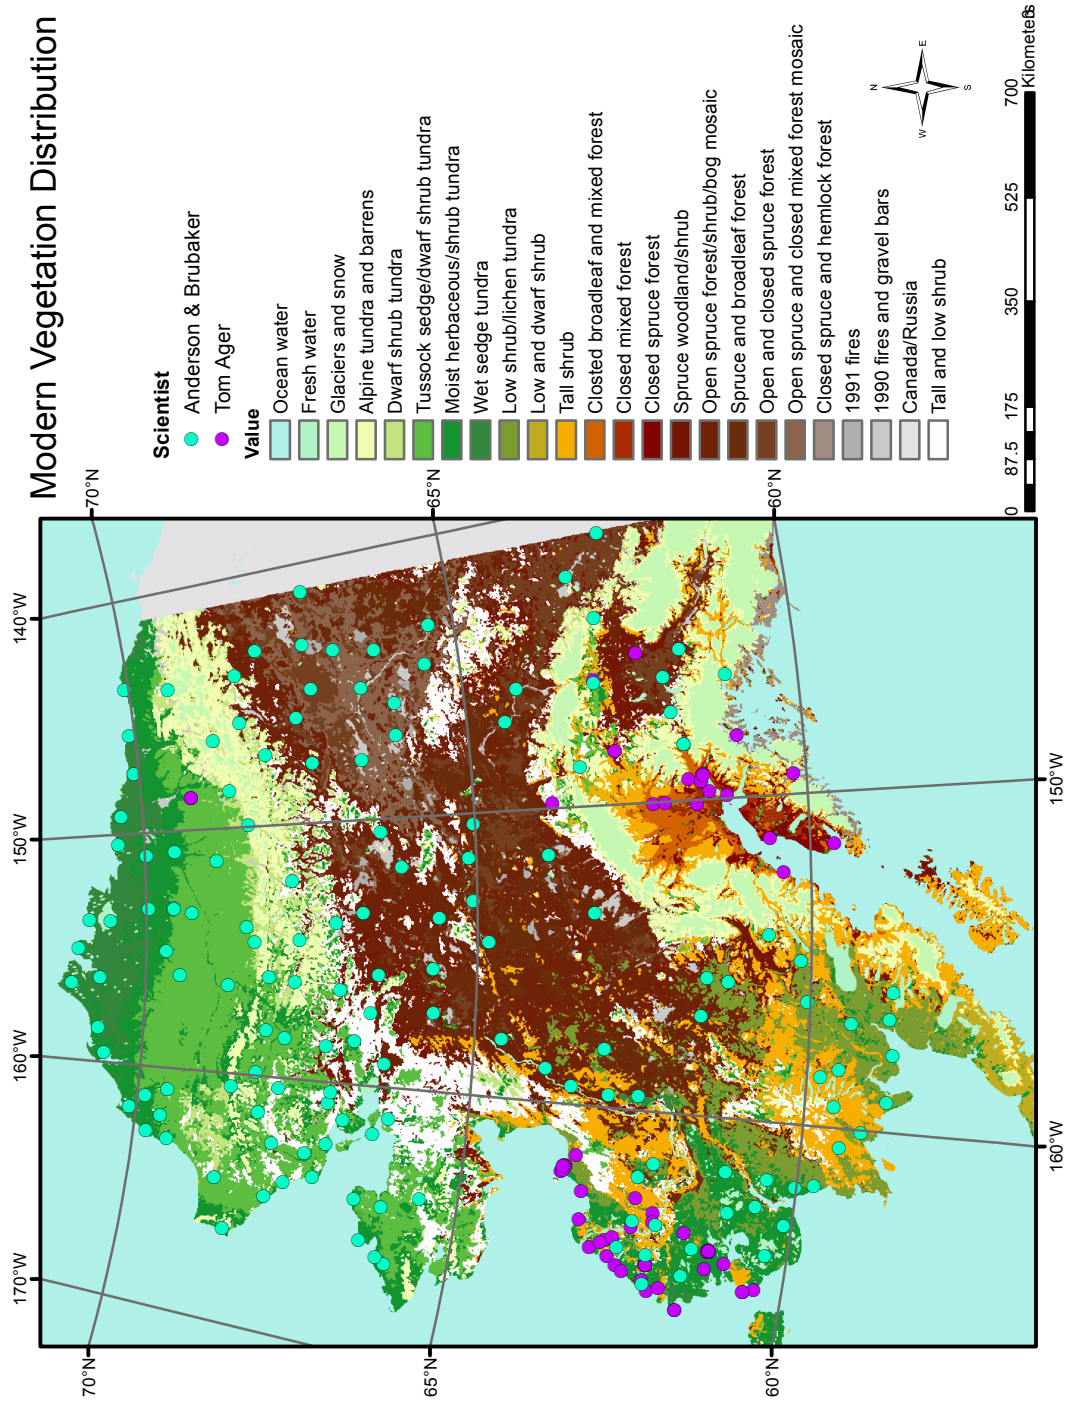 Modern Vegetation Distribution
Scientist
Anderson & Brubaker
Tom Ager
Value
Ocean water
Fresh water
Glaciers and snow
Alpine tundra and barrens
Dwarf shrub tundra
Tussock sedge/dwarf shrub tundra
Moist herbaceous/shrub tundra
Wet sedge tundra
Low shrub/lichen tundra
Low and dwarf shrub
Tall shrub
Closted broadleaf and mixed forest
Closed mixed forest
Closed spruce forest
Spruce woodland/shrub
Open spruce forest/shrub/bog mosaic
Spruce and broadleaf forest
Open and closed spruce forest
Open spruce and closed mixed forest mosaic
Closed spruce and hemlock forest
1991 fires
1990 fires and gravel bars
Canada/Russia
Tall and low shrub
N
E
S
W
0 87.5 175 350 525 700
Kilometers
170°W 160°W 150°W 140°W
70°N 70°N
65°N 65°N
60°N 60°N
160°W 150°W